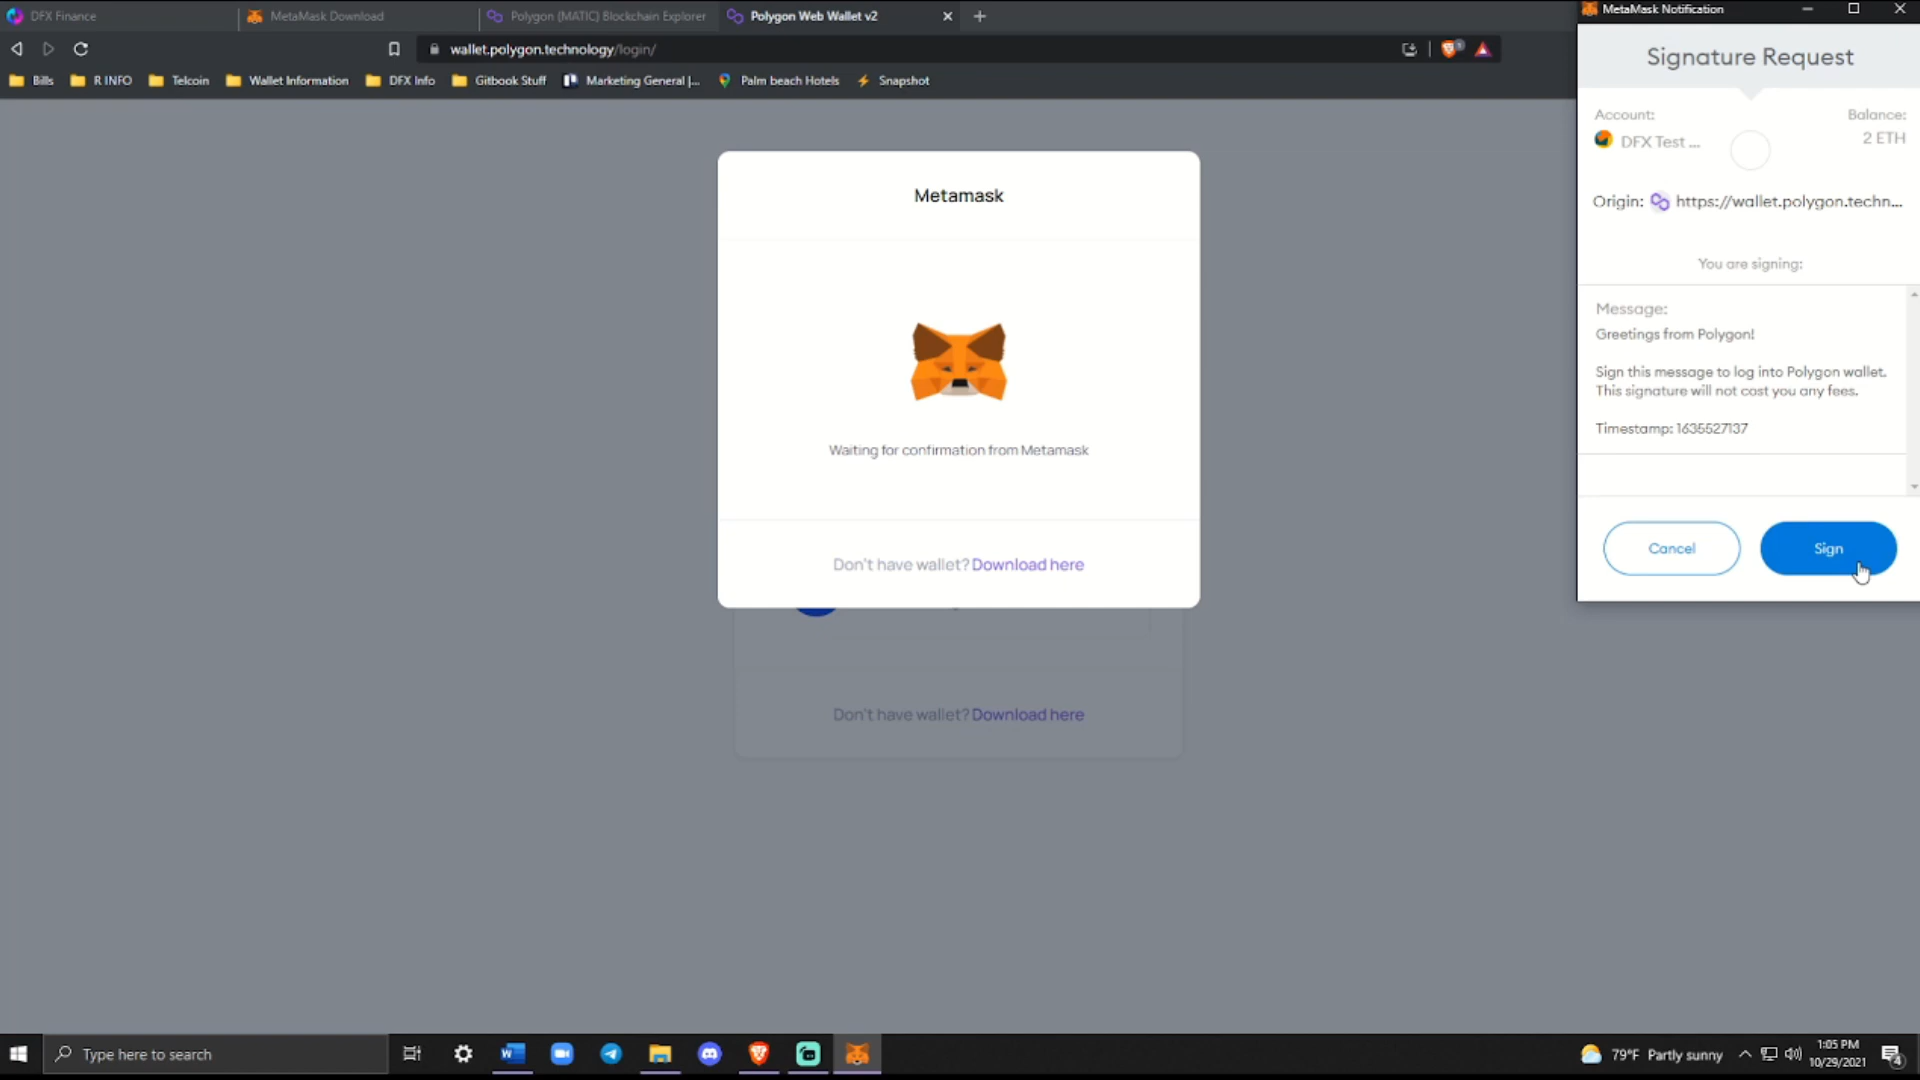 DFX Finance
MetaMask Download
Polygon (MATIC) Blockchain Explorer
Polygon Web Wallet v2
MetaMask Notification
wallet.polygon.technology/login/
Bills
R INFO
Telcoin
Wallet Information
DFX Info
Gitbook Stuff
Marketing General |...
Palm beach Hotels
Snapshot
Signature Request
Account:
Balance:
DFX Test ...
2 ETH
Origin: https://wallet.polygon.techn...
You are signing:
Message:
Greetings from Polygon!
Sign this message to log into Polygon wallet.
This signature will not cost you any fees.
Timestamp: 1635527137
Cancel
Sign
Metamask
Waiting for confirmation from Metamask
Don't have wallet? Download here
Don't have wallet? Download here
Type here to search
79°F Partly sunny
1:05 PM
10/29/2021
4